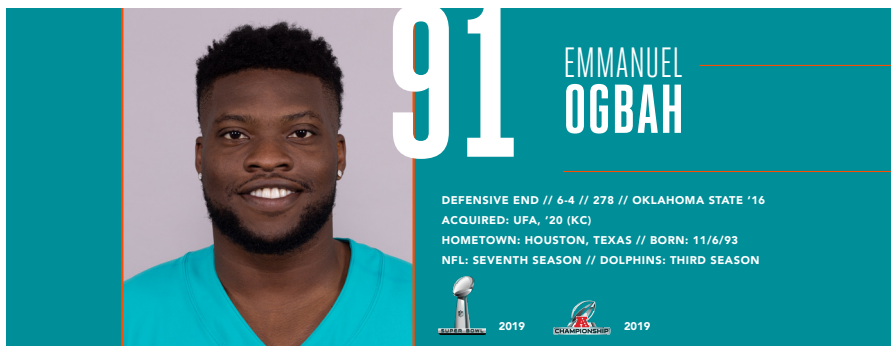 91
EMMANUEL
OGBAH
DEFENSIVE END // 6-4 // 278 // OKLAHOMA STATE ’16
ACQUIRED: UFA, ’20 (KC)
HOMETOWN: HOUSTON, TEXAS // BORN: 11/6/93
NFL: SEVENTH SEASON // DOLPHINS: THIRD SEASON
SUPER BOWL 2019
A CHAMPIONSHIP 2019